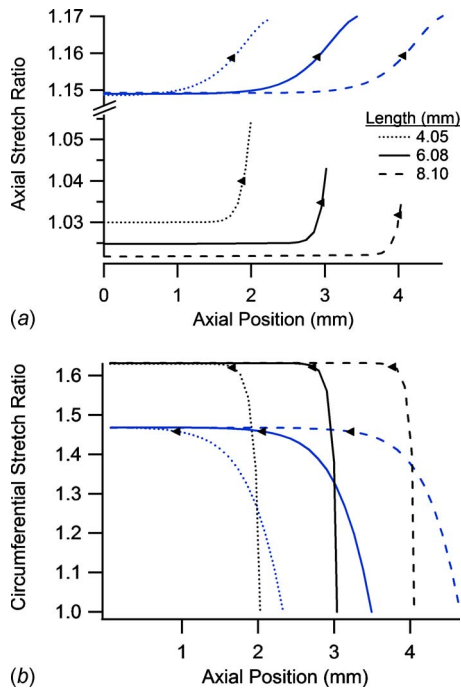 1.17
1.15
1.05
1.04
1.03
Axial Stretch Ratio
Length (mm)
4.05
6.08
8.10
0 1 2 3 4
Axial Position (mm)
(a)
1.6
1.5
1.4
1.3
1.2
1.1
1.0
Circumferential Stretch Ratio
1 2 3 4
Axial Position (mm)
(b)